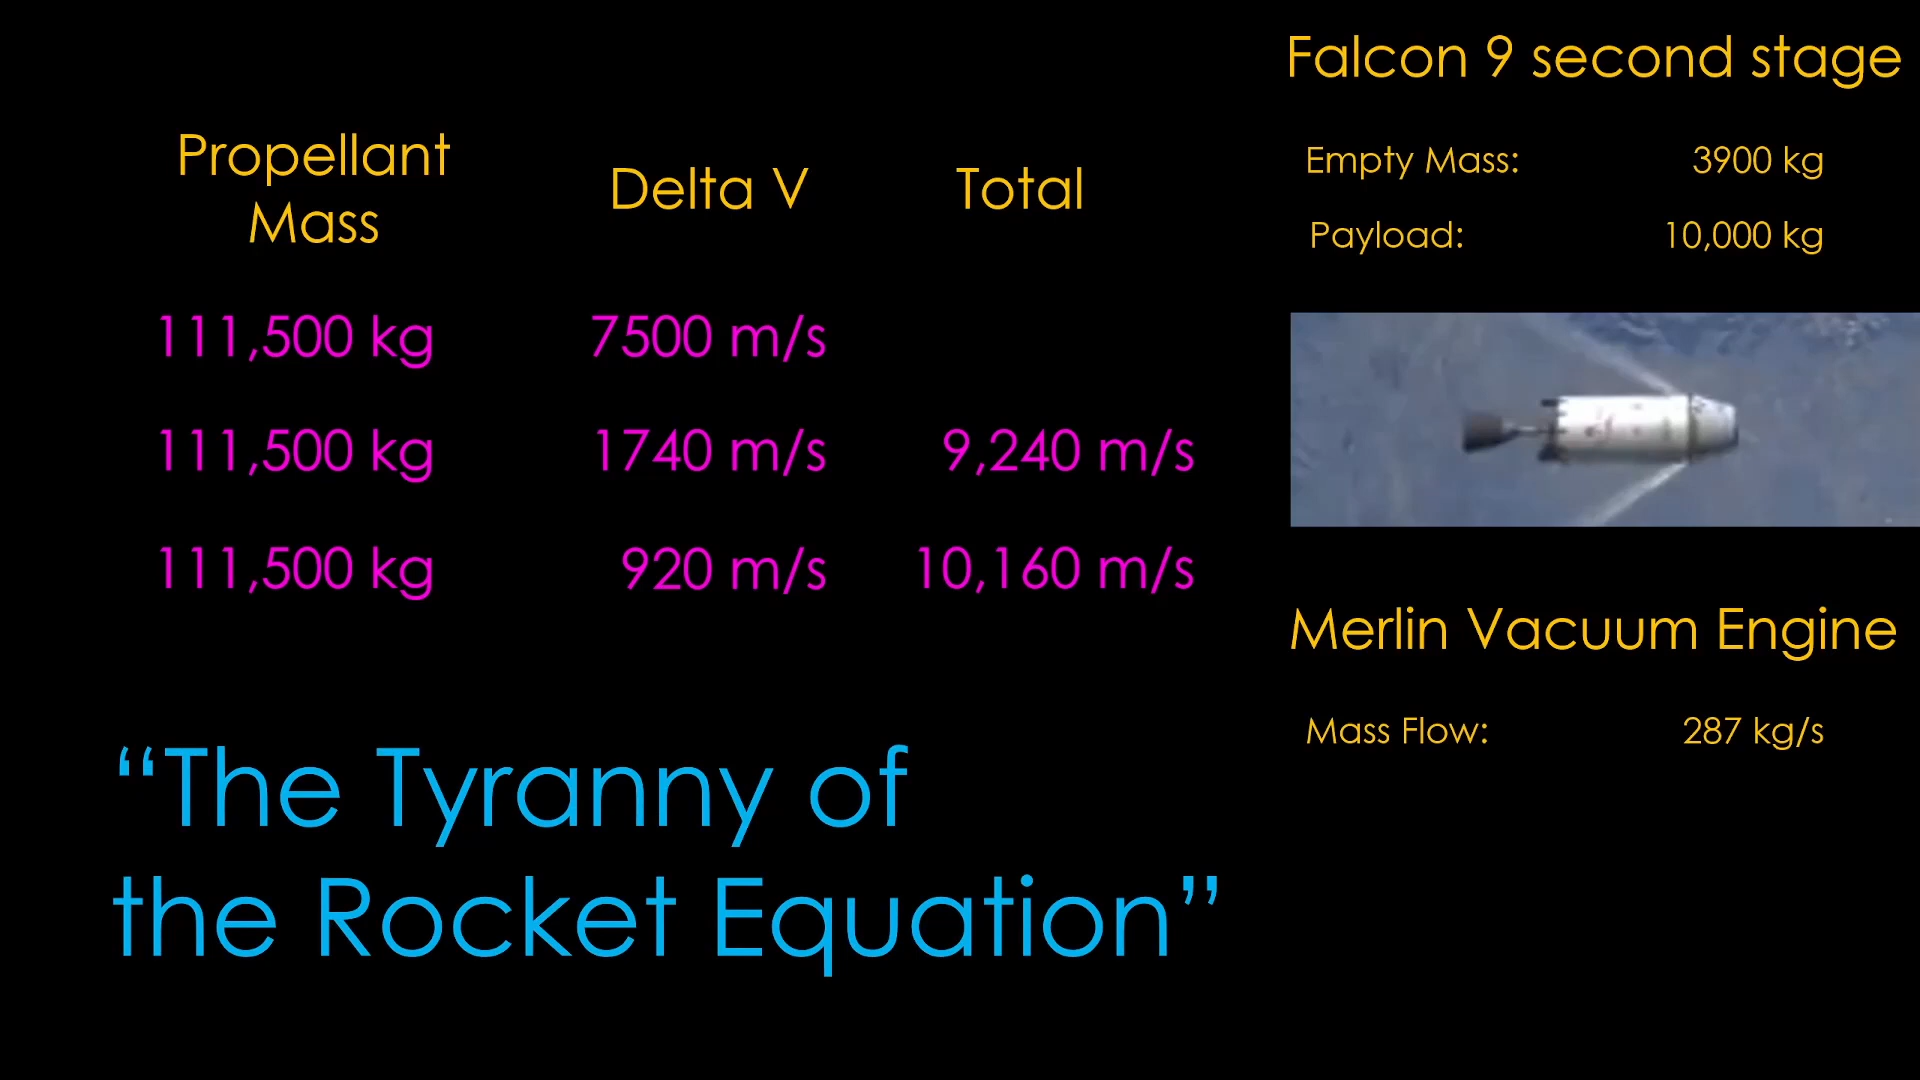 Falcon 9 second stage
Empty Mass: 3900 kg
Payload: 10,000 kg
Propellant
Mass
Delta V
Total
111,500 kg 7500 m/s
111,500 kg 1740 m/s 9,240 m/s
111,500 kg 920 m/s 10,160 m/s
Merlin Vacuum Engine
Mass Flow: 287 kg/s
“The Tyranny of
the Rocket Equation”